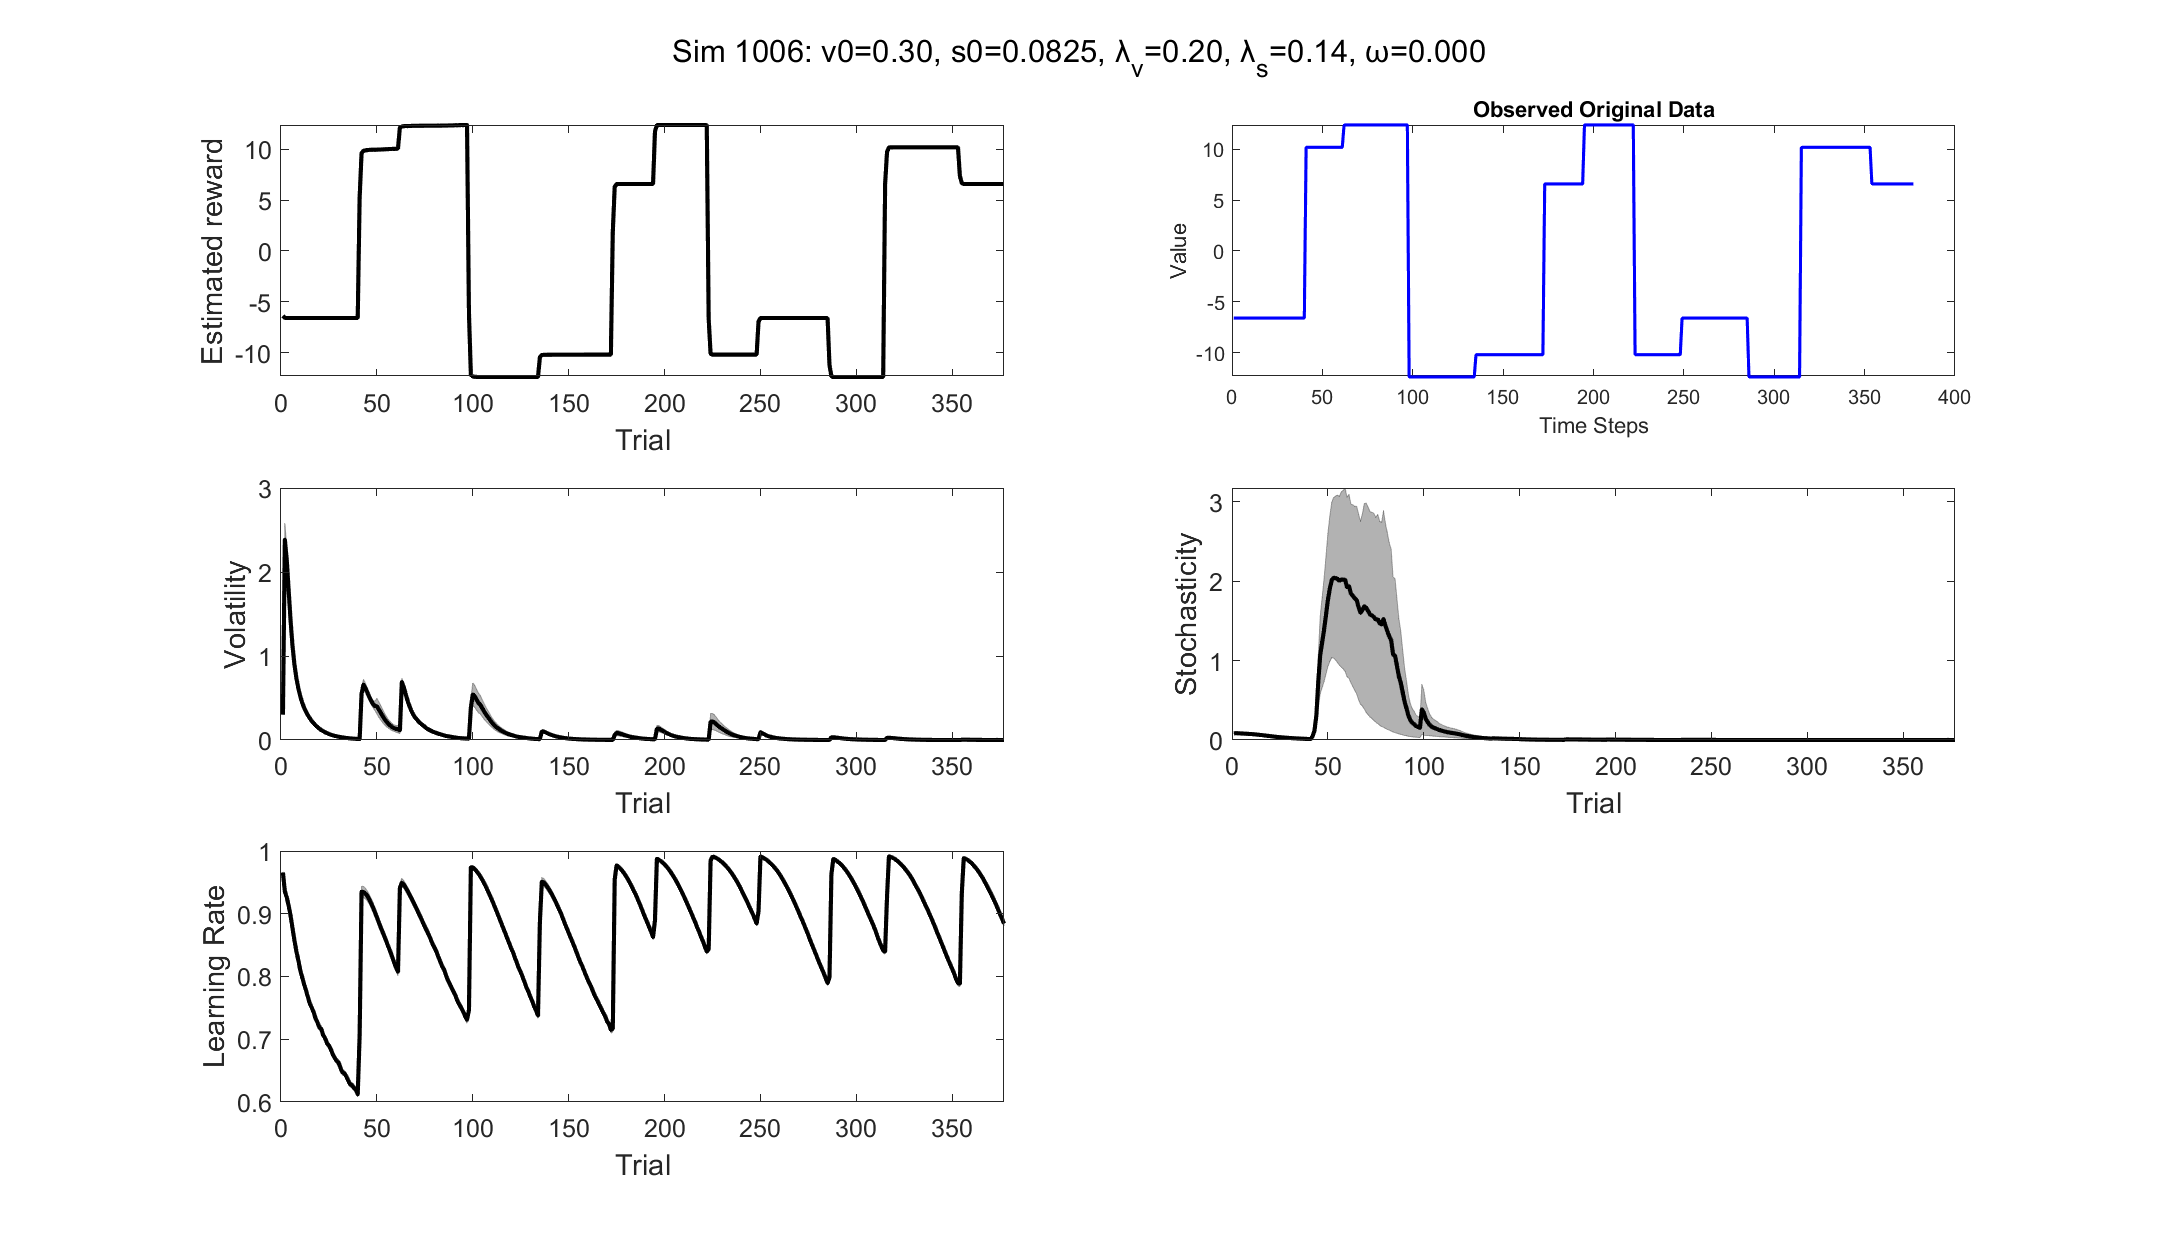 Sim 1006: v0=0.30, s0=0.0825, λv=0.20, λs=0.14, ω=0.000
Estimated reward
10
5
0
-5
-10
0 50 100 150 200 250 300 350
Trial
Observed Original Data
Value
10
5
0
-5
-10
0 50 100 150 200 250 300 350 400
Time Steps
Volatility
3
2
1
0
0 50 100 150 200 250 300 350
Trial
Stochasticity
3
2
1
0
0 50 100 150 200 250 300 350
Trial
Learning Rate
1
0.9
0.8
0.7
0.6
0 50 100 150 200 250 300 350
Trial